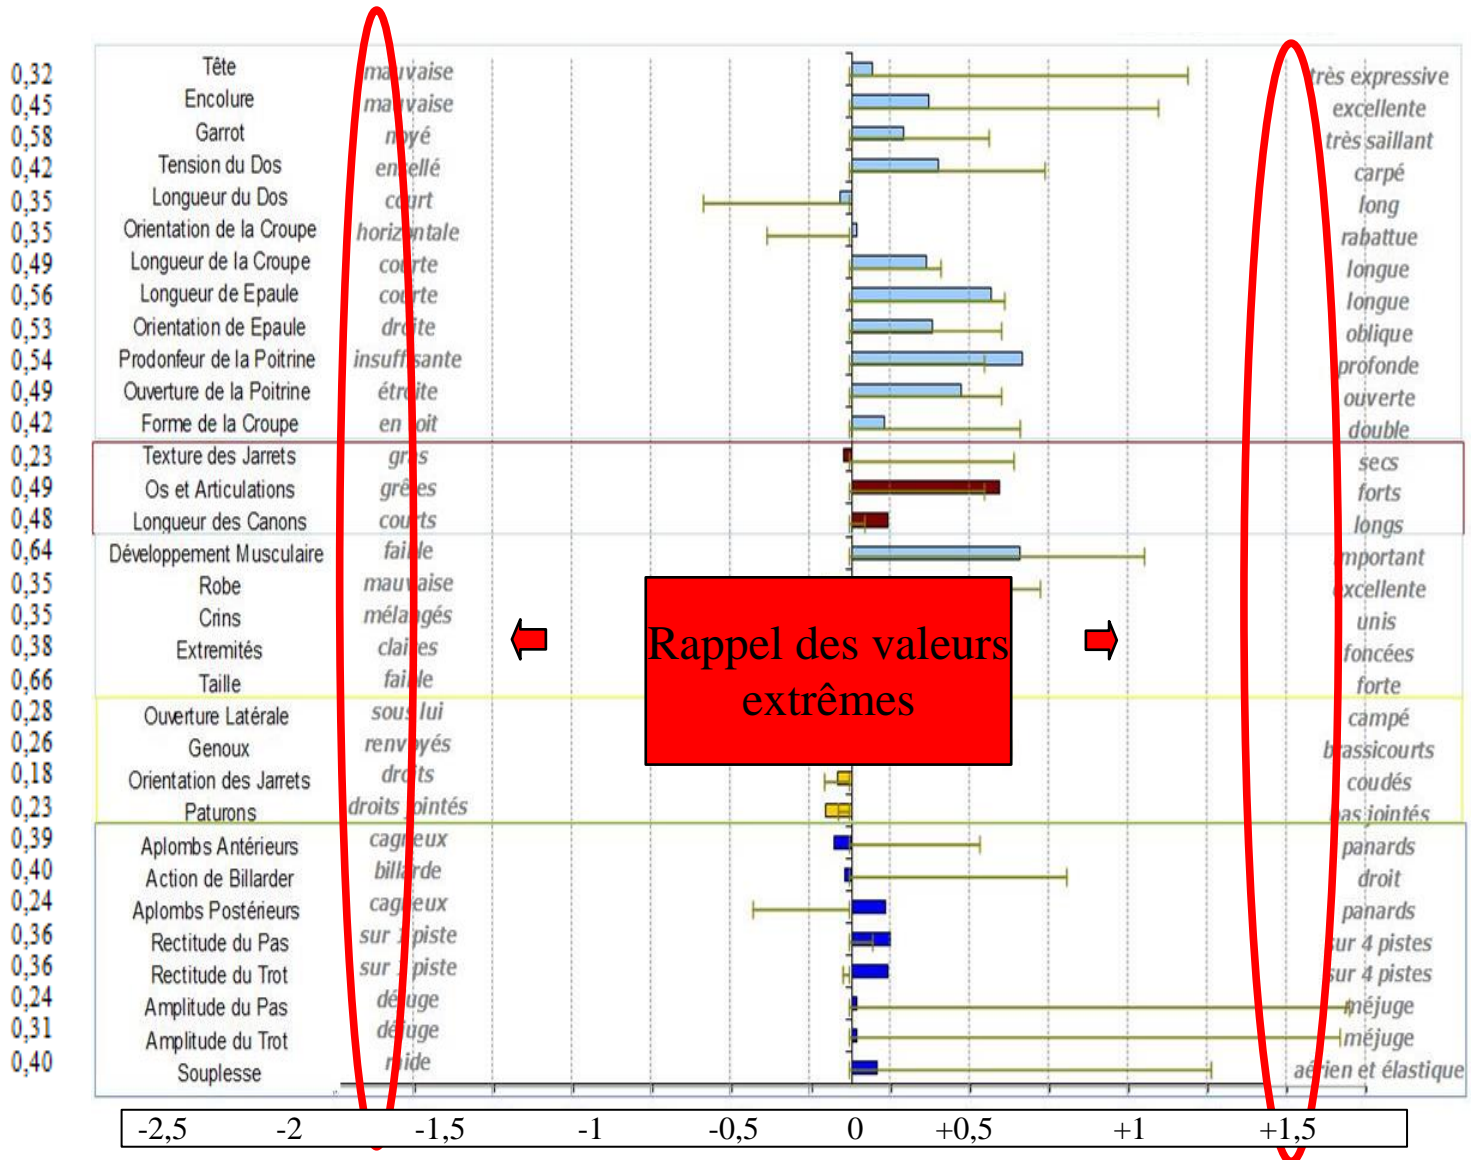 0,32 Tête mauvaise très expressive
0,45 Encolure mauvaise excellente
0,58 Garrot noyé très saillant
0,42 Tension du Dos ensellé carpé
0,35 Longueur du Dos court long
0,35 Orientation de la Croupe horizontale rabattue
0,49 Longueur de la Croupe courte longue
0,56 Longueur de Epaule courte longue
0,53 Orientation de Epaule droite oblique
0,54 Prodonfeur de la Poitrine insuffisante profonde
0,49 Ouverture de la Poitrine étroite ouverte
0,42 Forme de la Croupe en toit double
0,23 Texture des Jarrets gras secs
0,49 Os et Articulations grêles forts
0,48 Longueur des Canons courts longs
0,64 Développement Musculaire faible important
0,35 Robe mauvaise excellente
0,35 Crins mélangés unis
0,38 Extremités claires foncées
0,66 Taille faible forte
0,28 Ouverture Latérale sous lui campé
0,26 Genoux renvoyés brassicourts
0,18 Orientation des Jarrets droits coudés
0,23 Paturons droits jointés bas jointés
0,39 Aplombs Antérieurs cagneux panards
0,40 Action de Billarder billarde droit
0,24 Aplombs Postérieurs cagneux panards
0,36 Rectitude du Pas sur piste sur 4 pistes
0,36 Rectitude du Trot sur piste sur 4 pistes
0,24 Amplitude du Pas déjuge méjuge
0,31 Amplitude du Trot déjuge méjuge
0,40 Souplesse raide aérien et élastique
Rappel des valeurs
extrêmes
-2,5 -2 -1,5 -1 -0,5 0 +0,5 +1 +1,5